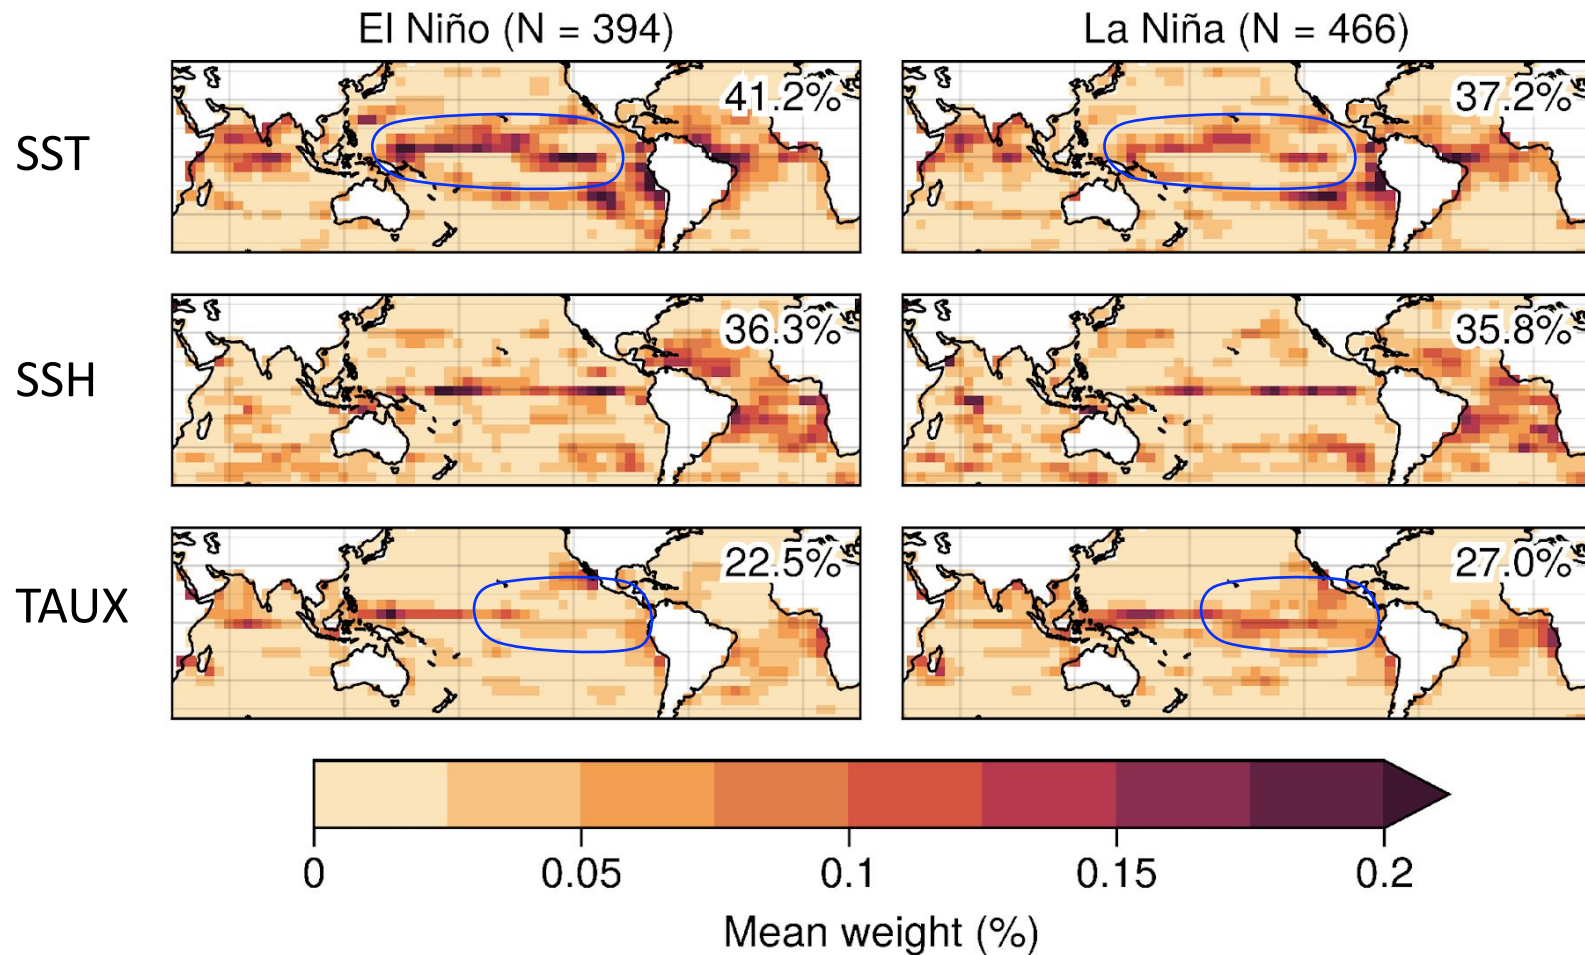 El Niño (N = 394)
La Niña (N = 466)
SST
41.2%
37.2%
SSH
36.3%
35.8%
TAUX
22.5%
27.0%
0
0.05
0.1
0.15
0.2
Mean weight (%)